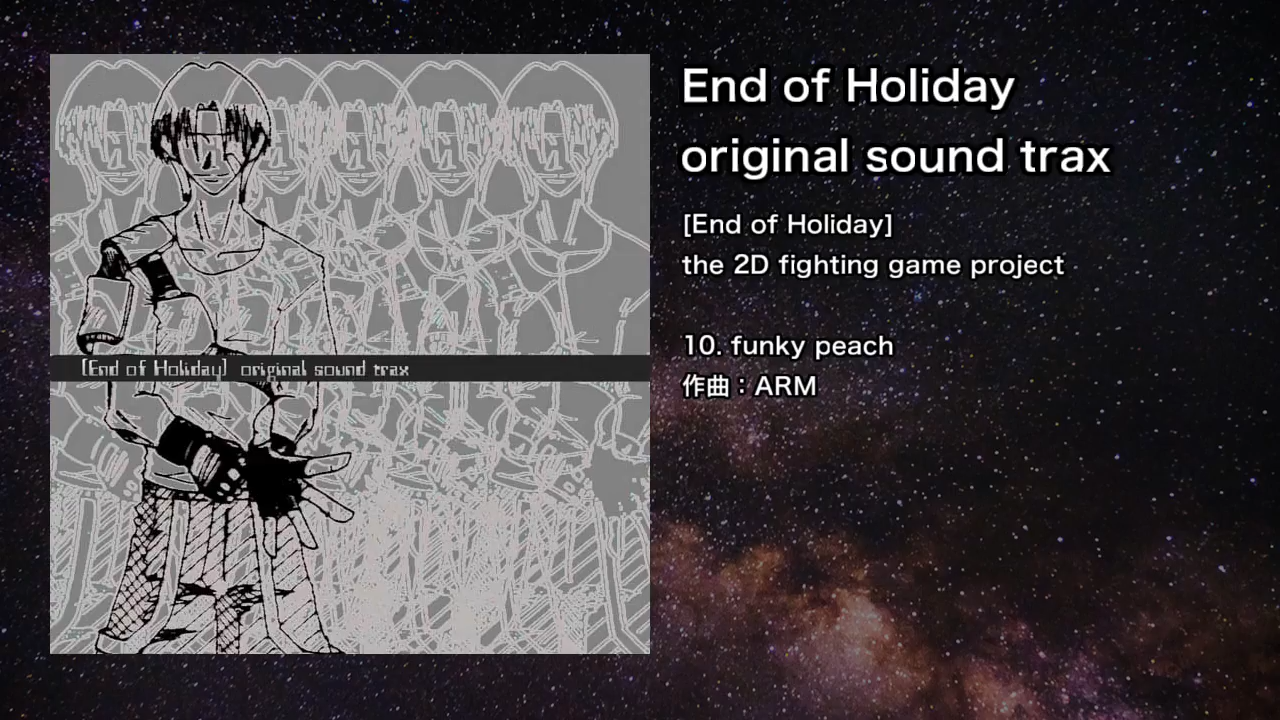 [End of Holiday] original sound trax
End of Holiday
original sound trax
[End of Holiday]
the 2D fighting game project
10. funky peach
作曲：ARM